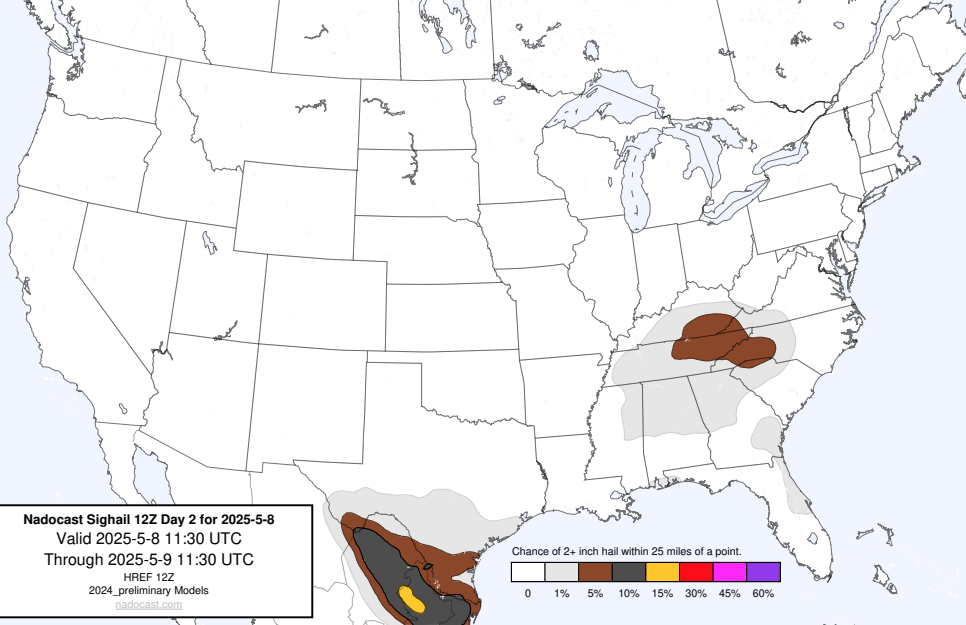 Nadocast Sighail 12Z Day 2 for 2025-5-8
Valid 2025-5-8 11:30 UTC
Through 2025-5-9 11:30 UTC
HREF 12Z
2024_preliminary Models
nadocast.com
Chance of 2+ inch hail within 25 miles of a point.
0 1% 5% 10% 15% 30% 45% 60%